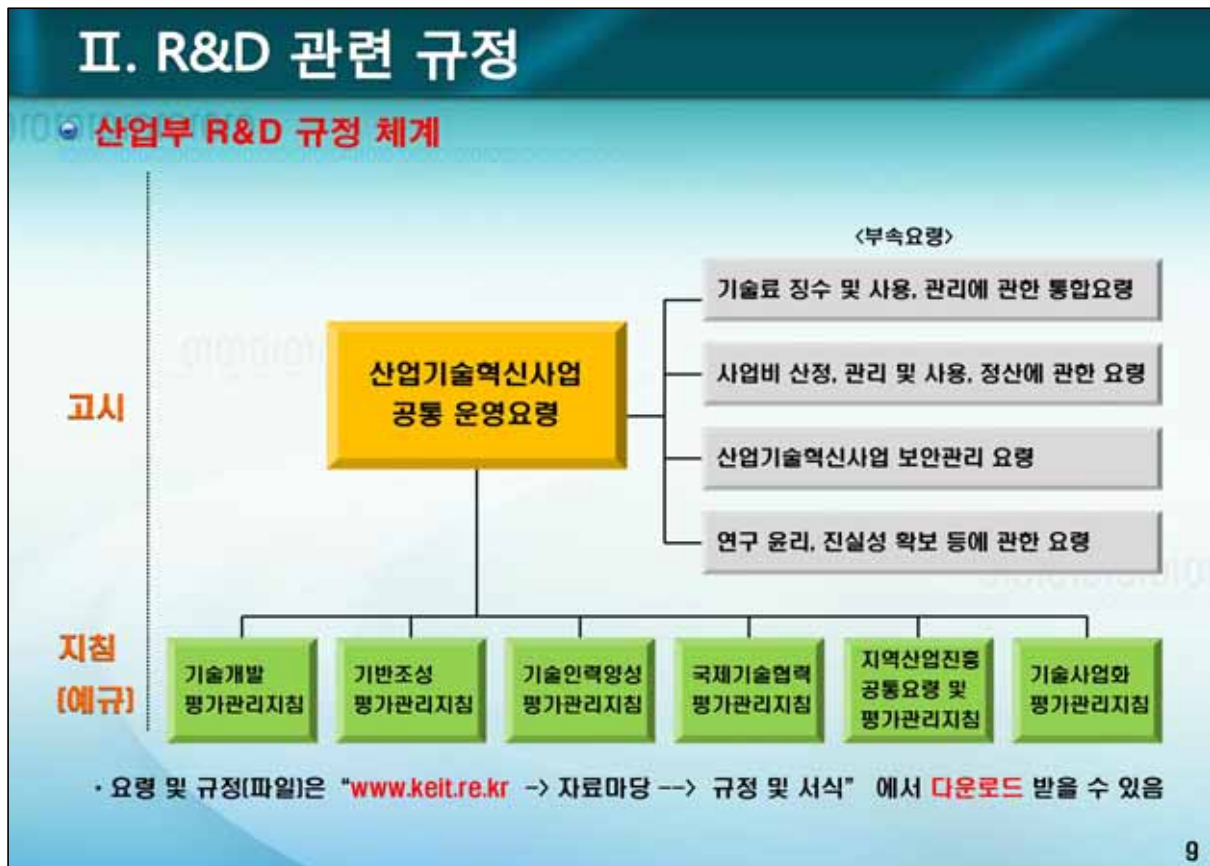 Ⅱ. R&D 관련 규정
산업부 R&D 규정 체계
<부속요령>
기술료 징수 및 사용, 관리에 관한 통합요령
산업기술혁신사업
공통 운영요령
사업비 산정, 관리 및 사용, 정산에 관한 요령
고시
산업기술혁신사업 보안관리 요령
연구 윤리, 진실성 확보 등에 관한 요령
지침
(예규)
기술개발
평가관리지침
기반조성
평가관리지침
기술인력양성
평가관리지침
국제기술협력
평가관리지침
지역산업진흥
공통요령 및
평가관리지침
기술사업화
평가관리지침
· 요령 및 규정(파일)은 “www.keit.re.kr -> 자료마당 --> 규정 및 서식” 에서 다운로드 받을 수 있음
9